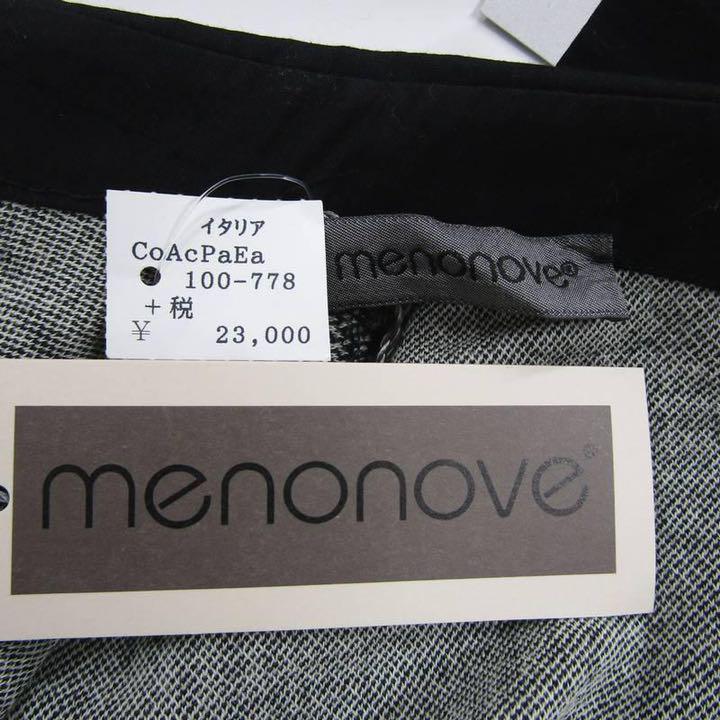 イタリア
CoAcPaEa
100-778
+税
¥ 23,000
menonove®
menonove®